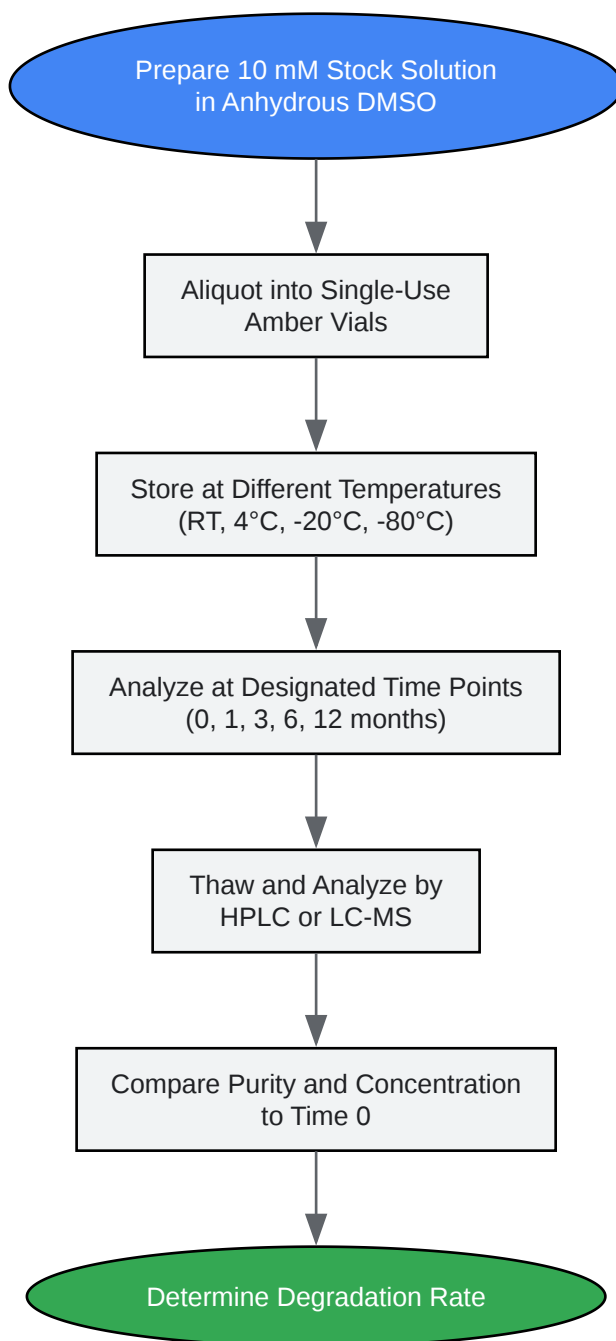 Prepare 10 mM Stock Solution
in Anhydrous DMSO
Aliquot into Single-Use
Amber Vials
Store at Different Temperatures
(RT, 4°C, -20°C, -80°C)
Analyze at Designated Time Points
(0, 1, 3, 6, 12 months)
Thaw and Analyze by
HPLC or LC-MS
Compare Purity and Concentration
to Time 0
Determine Degradation Rate